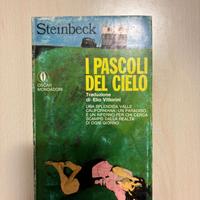 Steinbeck
I PASCOLI
DEL CIELO
Traduzione
di Elio Vittorini
OSCAR
MONDADORI
UNA SPLENDIDA VALLE
CALIFORNIANA: UN PARADISO
E UN INFERNO PER CHI CERCA
SCAMPO DALLA REALTÀ
DI OGNI GIORNO